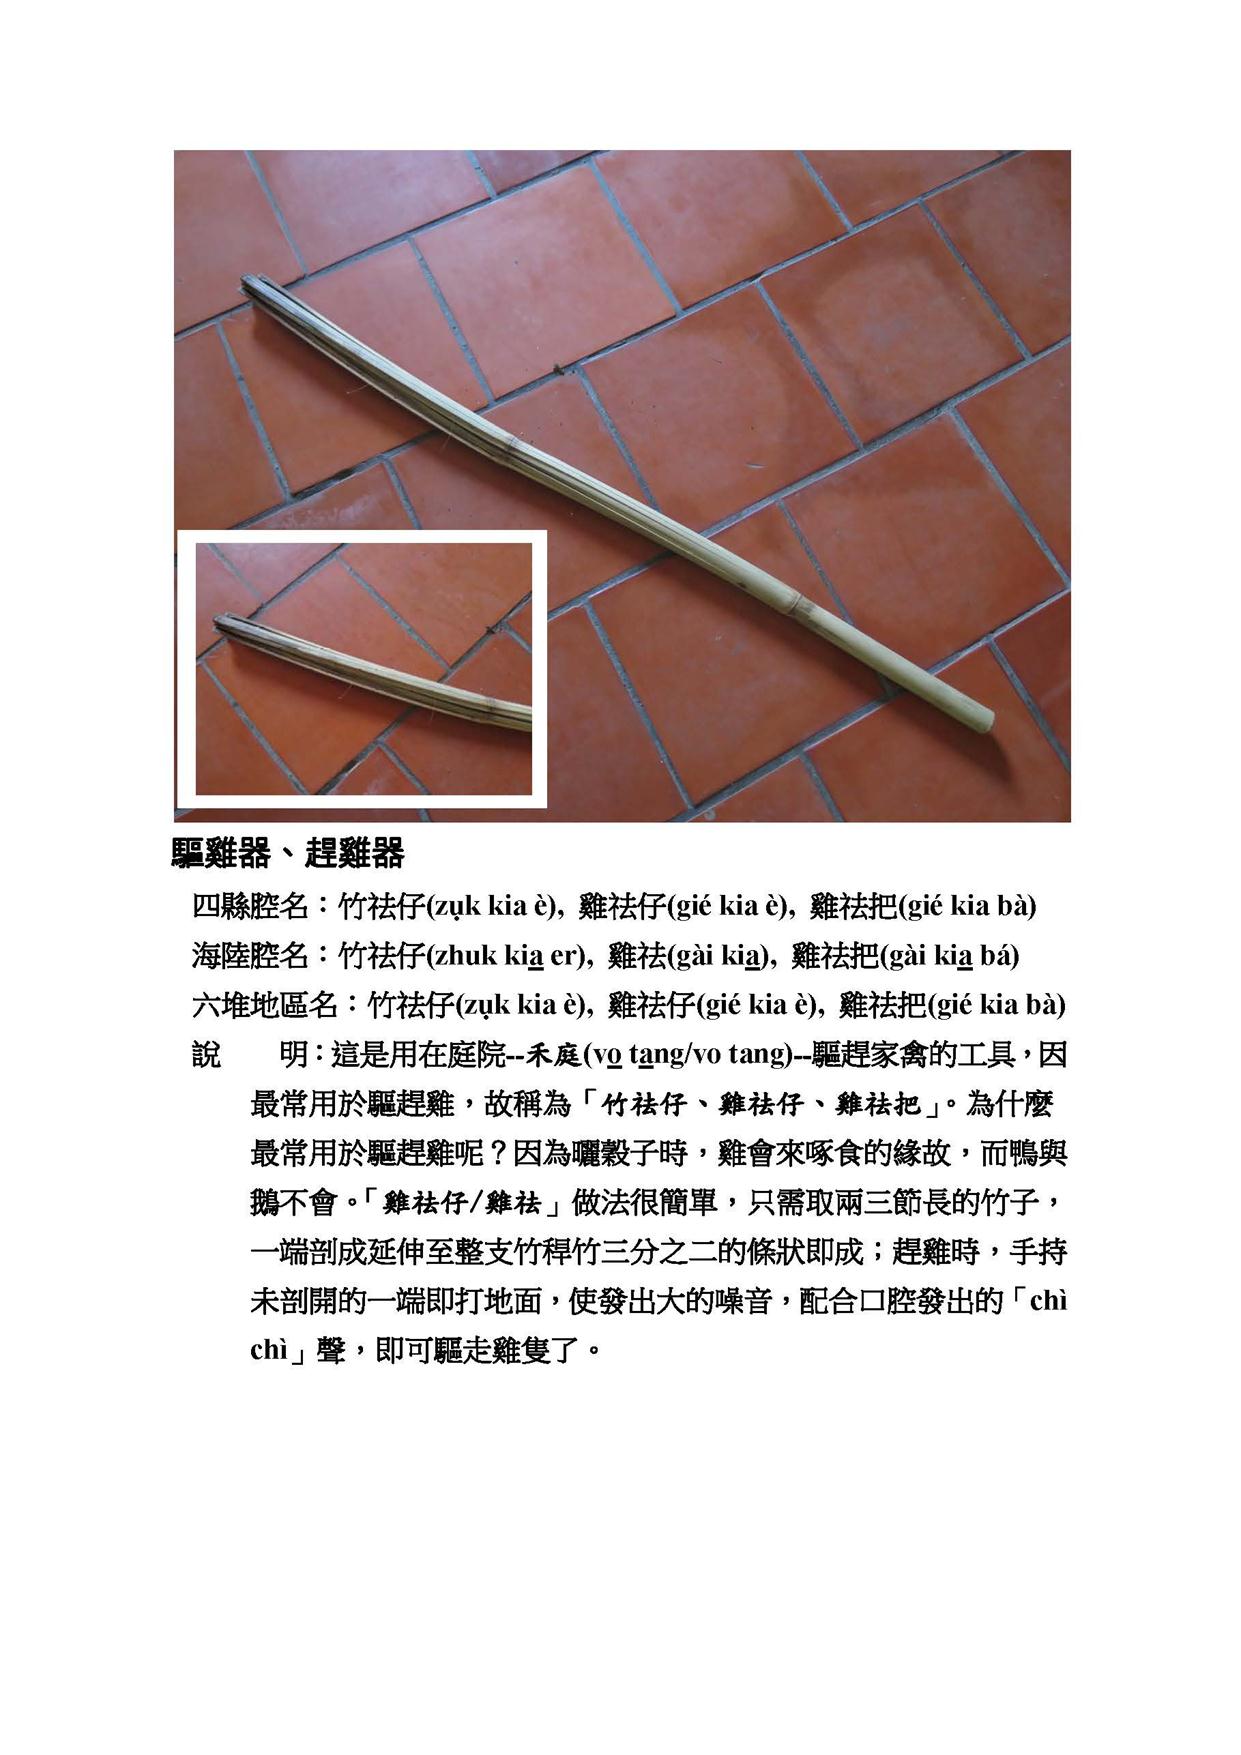 驅雞器、趕雞器
四縣腔名：竹祛仔(zụk kia è), 雞祛仔(gié kia è), 雞祛把(gié kia bà)
海陸腔名：竹祛仔(zhuk kia̲ er), 雞祛(gài kia̲), 雞祛把(gài kia̲ bá)
六堆地區名：竹祛仔(zụk kia è), 雞祛仔(gié kia è), 雞祛把(gié kia bà)
說　　明：這是用在庭院--禾庭(vo̲ ta̲ng/vo tang)--驅趕家禽的工具，因
最常用於驅趕雞，故稱為「竹祛仔、雞祛仔、雞祛把」。為什麼
最常用於驅趕雞呢？因為曬穀子時，雞會來啄食的緣故，而鴨與
鵝不會。「雞祛仔/雞祛」做法很簡單，只需取兩三節長的竹子，
一端剖成延伸至整支竹稈竹三分之二的條狀即成；趕雞時，手持
未剖開的一端即打地面，使發出大的噪音，配合口腔發出的「chì
chì」聲，即可驅走雞隻了。